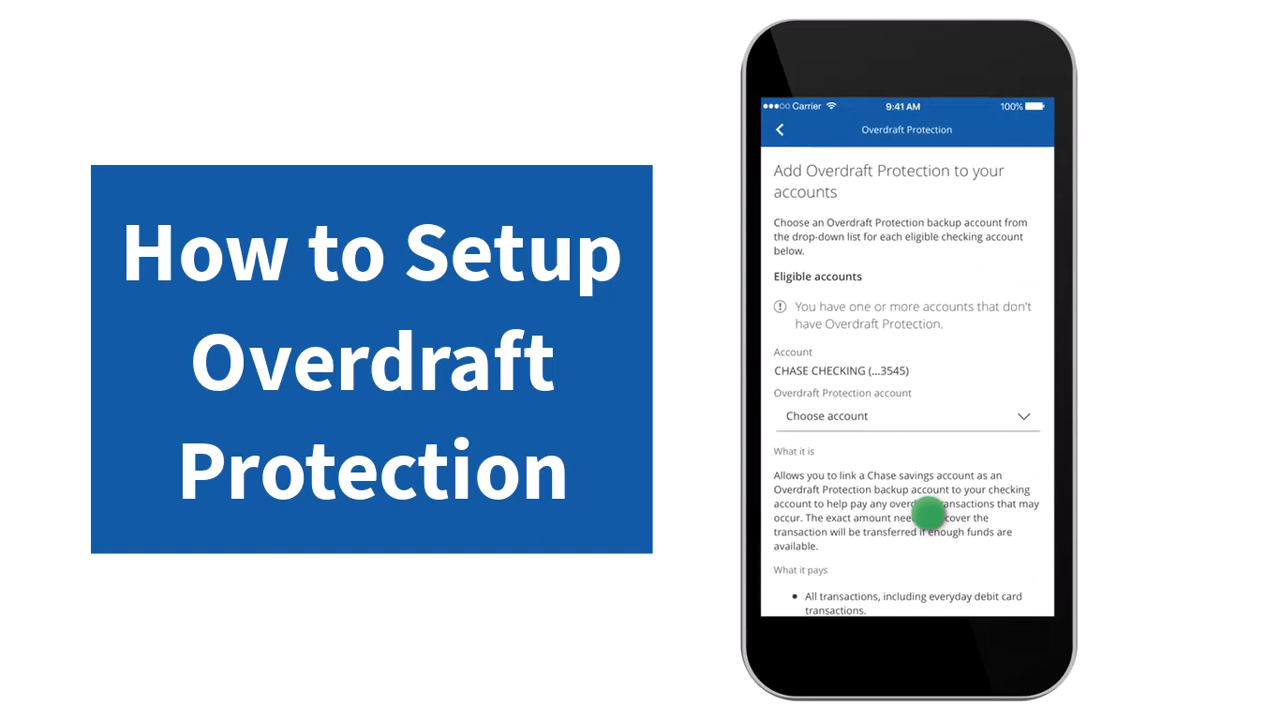 How to Setup
Overdraft
Protection
Carrier 9:41 AM 100%
Overdraft Protection
Add Overdraft Protection to your
accounts
Choose an Overdraft Protection backup account from
the drop-down list for each eligible checking account
below.
Eligible accounts
You have one or more accounts that don't
have Overdraft Protection.
Account
CHASE CHECKING (...3545)
Overdraft Protection account
Choose account
What it is
Allows you to link a Chase savings account as an
Overdraft Protection backup account to your checking
account to help pay any transactions that may
occur. The exact amount cover the
transaction will be transferred if enough funds are
available.
What it pays
• All transactions, including everyday debit card
transactions.